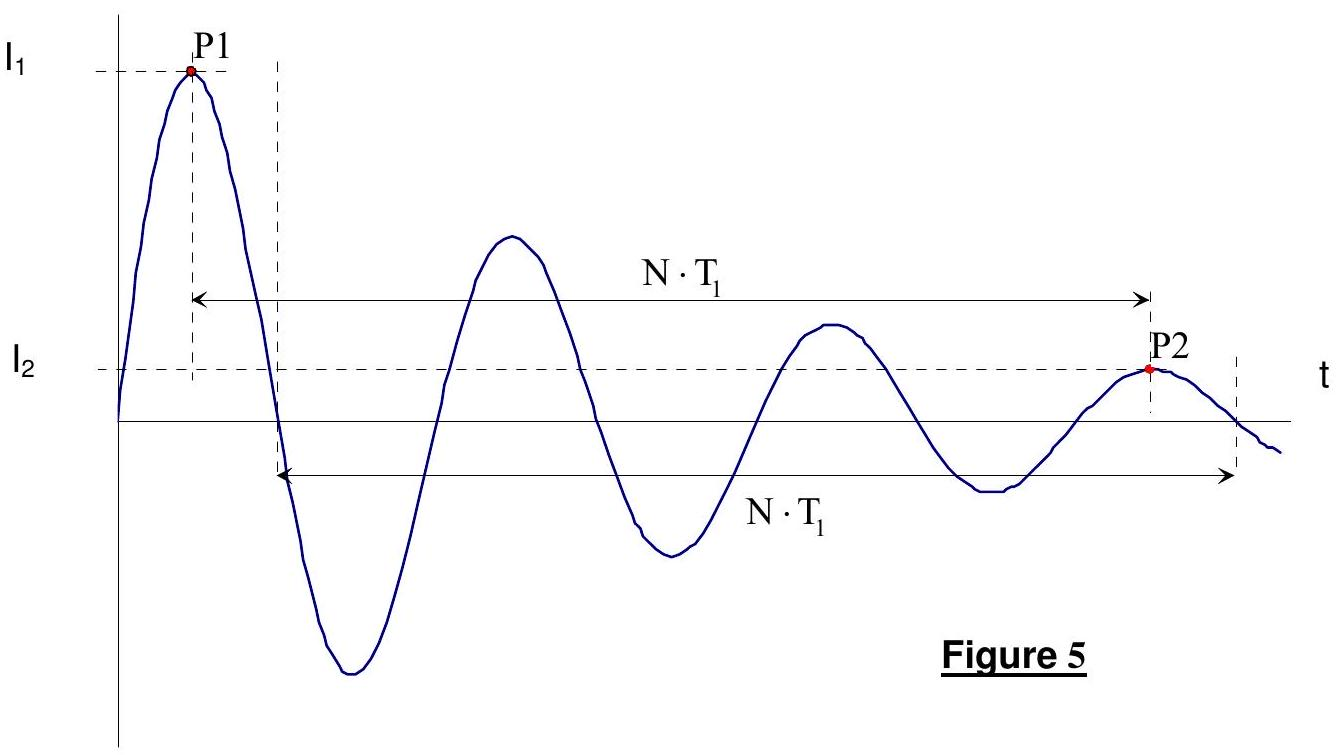 P1
I₁
N · T₁
P2
I₂
t
N · T₁
Figure 5